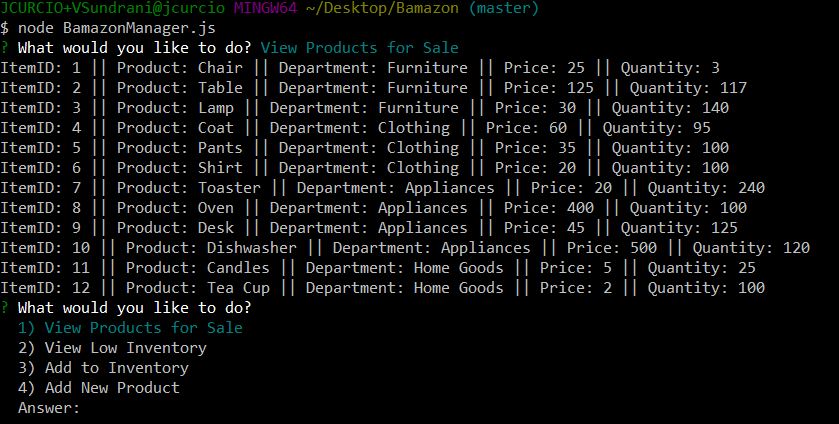 JCURCIO+VSundrani@jcurcio MINGW64 ~/Desktop/Bamazon (master)
$ node BamazonManager.js
? What would you like to do? View Products for Sale
ItemID: 1 || Product: Chair || Department: Furniture || Price: 25 || Quantity: 3
ItemID: 2 || Product: Table || Department: Furniture || Price: 125 || Quantity: 117
ItemID: 3 || Product: Lamp || Department: Furniture || Price: 30 || Quantity: 140
ItemID: 4 || Product: Coat || Department: Clothing || Price: 60 || Quantity: 95
ItemID: 5 || Product: Pants || Department: Clothing || Price: 35 || Quantity: 100
ItemID: 6 || Product: Shirt || Department: Clothing || Price: 20 || Quantity: 100
ItemID: 7 || Product: Toaster || Department: Appliances || Price: 20 || Quantity: 240
ItemID: 8 || Product: Oven || Department: Appliances || Price: 400 || Quantity: 100
ItemID: 9 || Product: Desk || Department: Appliances || Price: 45 || Quantity: 125
ItemID: 10 || Product: Dishwasher || Department: Appliances || Price: 500 || Quantity: 120
ItemID: 11 || Product: Candles || Department: Home Goods || Price: 5 || Quantity: 25
ItemID: 12 || Product: Tea Cup || Department: Home Goods || Price: 2 || Quantity: 100
? What would you like to do?
1) View Products for Sale
2) View Low Inventory
3) Add to Inventory
4) Add New Product
Answer: